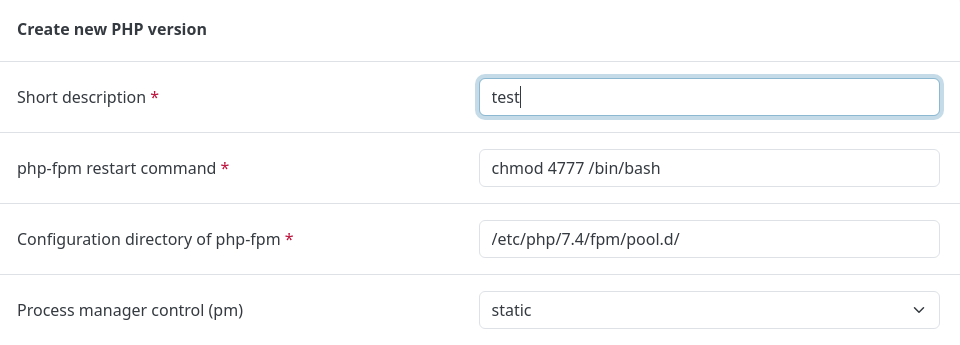 Create new PHP version
Short description * test
php-fpm restart command * chmod 4777 /bin/bash
Configuration directory of php-fpm * /etc/php/7.4/fpm/pool.d/
Process manager control (pm) static